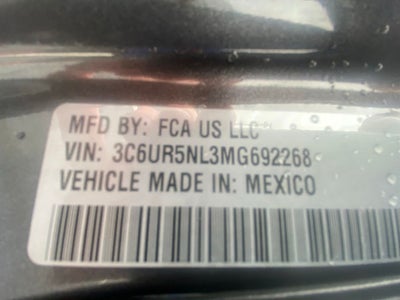 MFD BY: FCA US LLC
VIN: 3C6UR5NL3MG692268
VEHICLE MADE IN: MEXICO